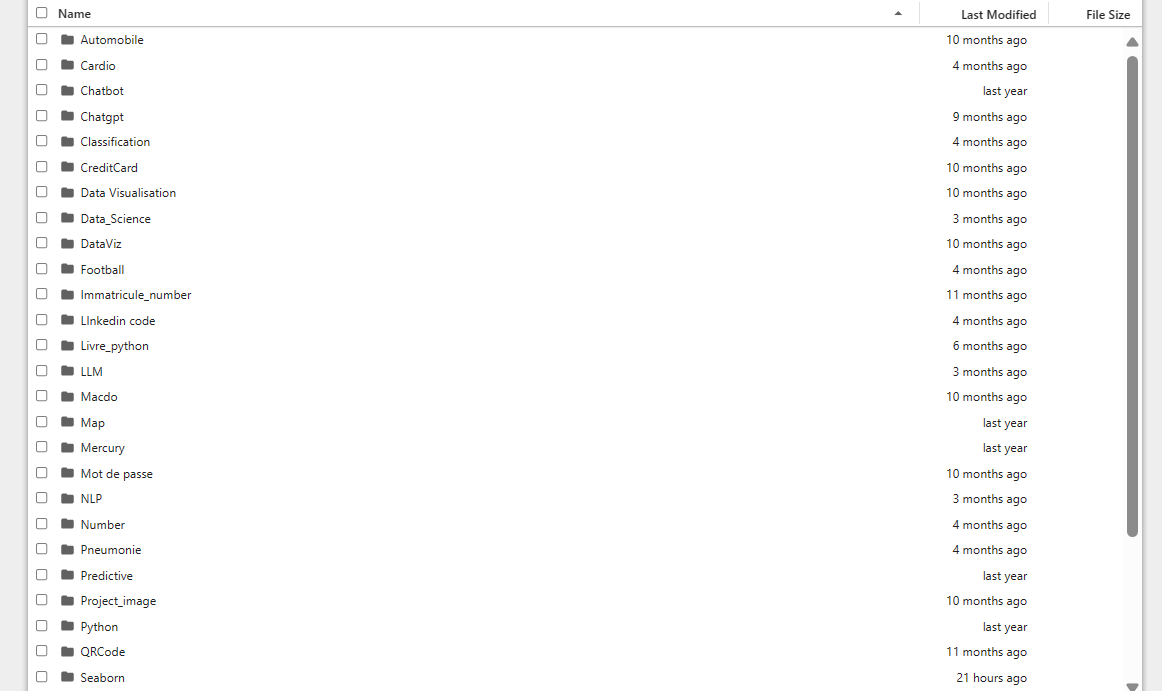 Name Last Modified File Size
Automobile 10 months ago
Cardio 4 months ago
Chatbot last year
Chatgpt 9 months ago
Classification 4 months ago
CreditCard 10 months ago
Data Visualisation 10 months ago
Data_Science 3 months ago
DataViz 10 months ago
Football 4 months ago
Immatricule_number 11 months ago
LInkedin code 4 months ago
Livre_python 6 months ago
LLM 3 months ago
Macdo 10 months ago
Map last year
Mercury last year
Mot de passe 10 months ago
NLP 3 months ago
Number 4 months ago
Pneumonie 4 months ago
Predictive last year
Project_image 10 months ago
Python last year
QRCode 11 months ago
Seaborn 21 hours ago